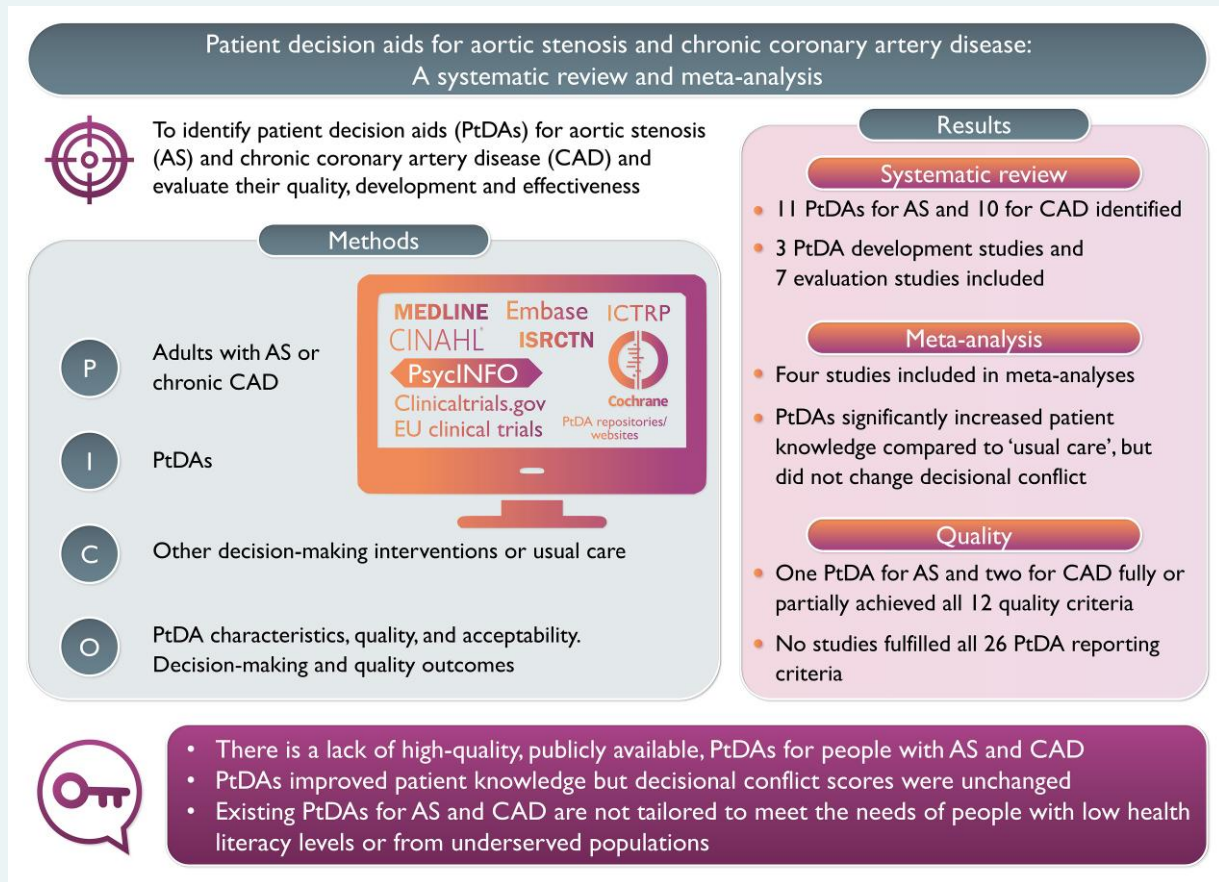 Patient decision aids for aortic stenosis and chronic coronary artery disease:
A systematic review and meta-analysis
To identify patient decision aids (PtDAs) for aortic stenosis
(AS) and chronic coronary artery disease (CAD) and
evaluate their quality, development and effectiveness
Methods
P
Adults with AS or
chronic CAD
I
PtDAs
C
Other decision-making interventions or usual care
O
PtDA characteristics, quality, and acceptability.
Decision-making and quality outcomes
MEDLINE Embase ICTRP
CINAHL® ISRCTN
PsycINFO
Cochrane
Clinicaltrials.gov
EU clinical trials
PtDA repositories/
websites
Results
Systematic review
• 11 PtDAs for AS and 10 for CAD identified
• 3 PtDA development studies and
7 evaluation studies included
Meta-analysis
• Four studies included in meta-analyses
• PtDAs significantly increased patient
knowledge compared to ‘usual care’, but
did not change decisional conflict
Quality
• One PtDA for AS and two for CAD fully or
partially achieved all 12 quality criteria
• No studies fulfilled all 26 PtDA reporting
criteria
• There is a lack of high-quality, publicly available, PtDAs for people with AS and CAD
• PtDAs improved patient knowledge but decisional conflict scores were unchanged
• Existing PtDAs for AS and CAD are not tailored to meet the needs of people with low health
literacy levels or from underserved populations